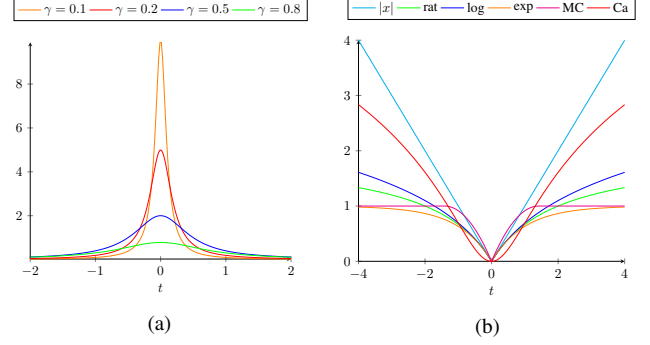 γ = 0.1 γ = 0.2 γ = 0.5 γ = 0.8
8
6
4
2
−2 −1 0 1 2
t
(a)
|x| rat log exp MC Ca
4
3
2
1
0
−4 −2 0 2 4
t
(b)